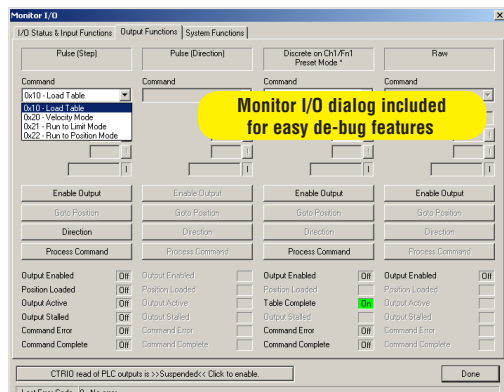 Monitor I/O
I/O Status & Input Functions Output Functions System Functions
Pulse (Step) Pulse (Direction) Discrete on Ch1/Fn1 Preset Mode * Raw
Command Command Command Command
0x10 - Load Table
0x10 - Load Table
0x20 - Velocity Mode
0x21 - Run to Limit Mode
0x22 - Run to Position Mode
Monitor I/O dialog included
for easy de-bug features
Enable Output Enable Output Enable Output Enable Output
Goto Position Goto Position Goto Position Goto Position
Direction Direction Direction Direction
Process Command Process Command Process Command Process Command
Output Enabled Off Output Enabled Output Enabled Off Output Enabled Off
Position Loaded Off Position Loaded Position Loaded Position Loaded
Output Active Off Output Active Table Complete On Output Active
Output Stalled Off Output Stalled Output Stalled Output Stalled
Command Error Off Command Error Command Error Off Command Error
Command Complete Off Command Complete Command Complete Off Command Complete
CTRIO read of PLC outputs is >>Suspended<< Click to enable. Done
Last Error Code 0 - No error